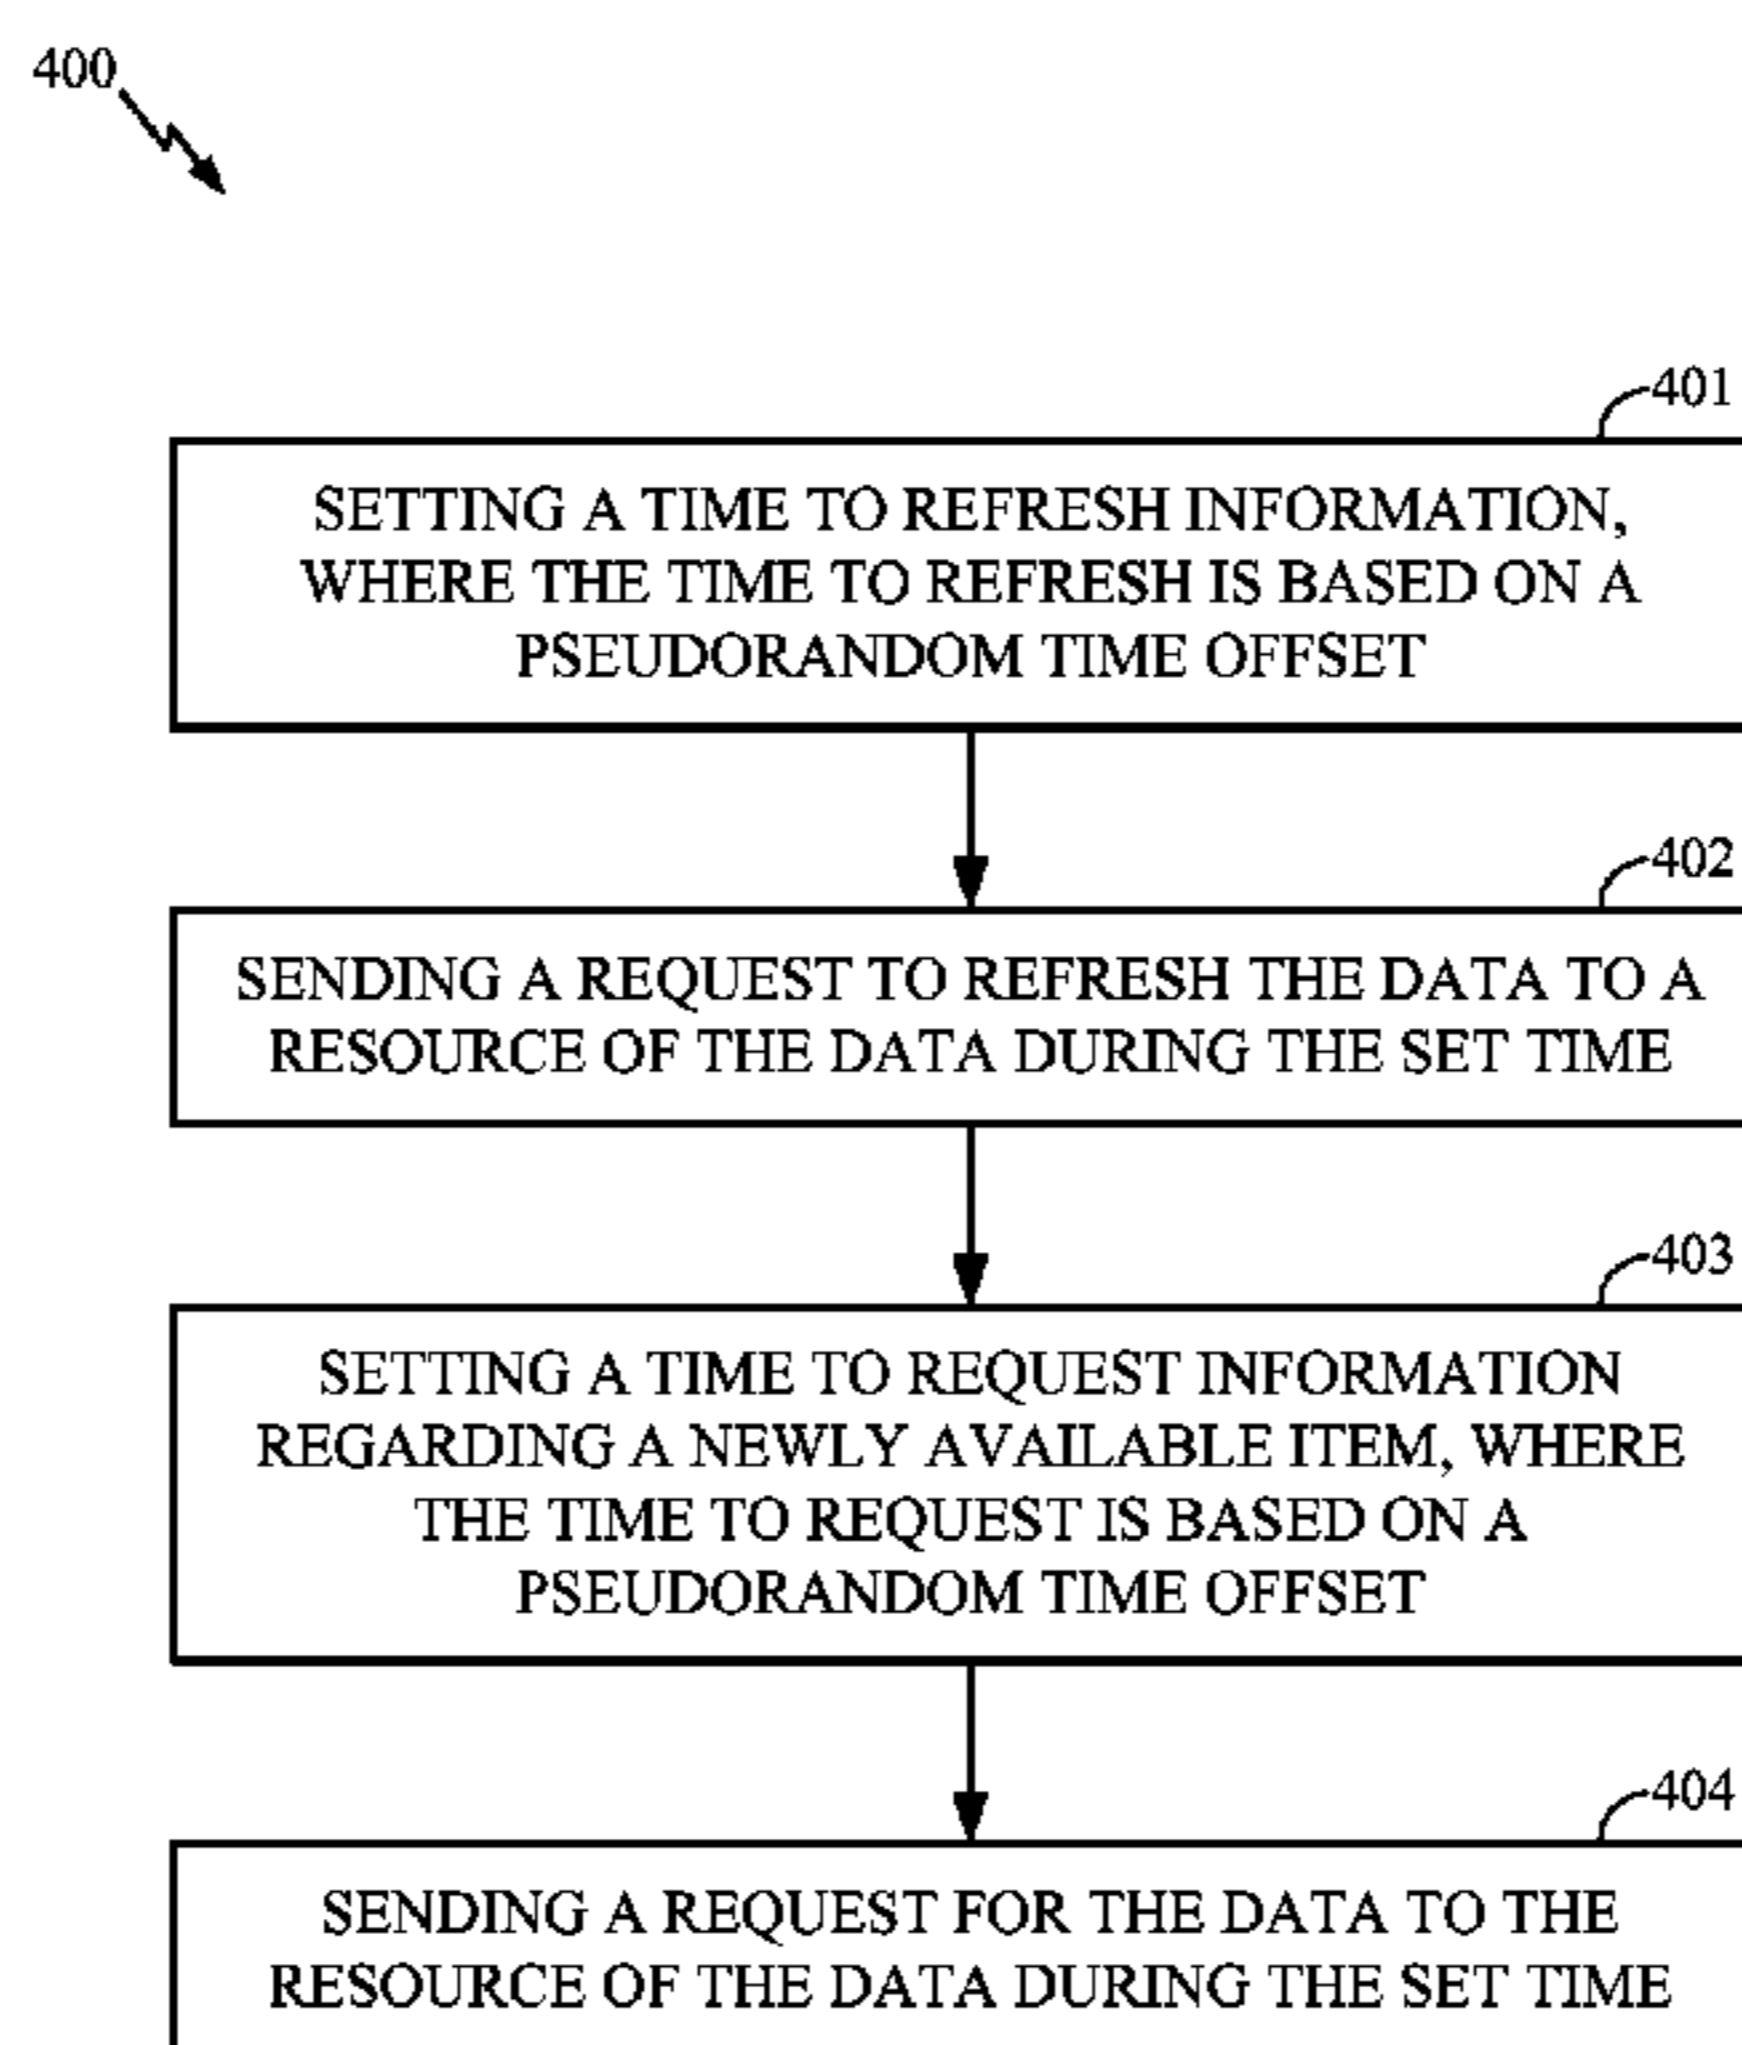 400
401
SETTING A TIME TO REFRESH INFORMATION,
WHERE THE TIME TO REFRESH IS BASED ON A
PSEUDORANDOM TIME OFFSET
402
SENDING A REQUEST TO REFRESH THE DATA TO A
RESOURCE OF THE DATA DURING THE SET TIME
403
SETTING A TIME TO REQUEST INFORMATION
REGARDING A NEWLY AVAILABLE ITEM, WHERE
THE TIME TO REQUEST IS BASED ON A
PSEUDORANDOM TIME OFFSET
404
SENDING A REQUEST FOR THE DATA TO THE
RESOURCE OF THE DATA DURING THE SET TIME